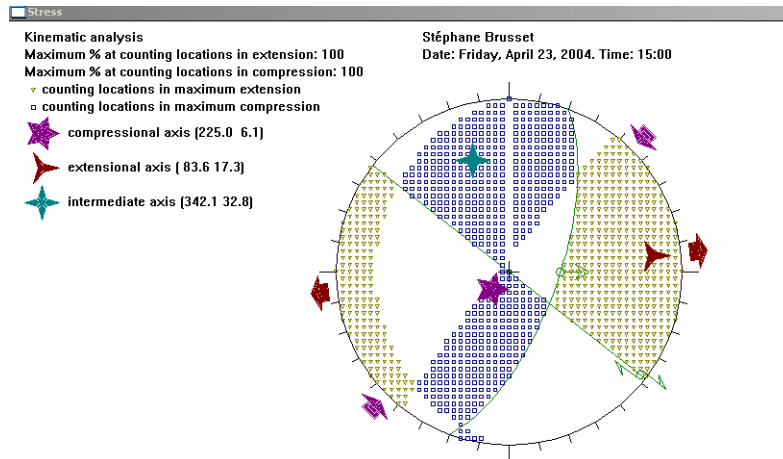 Stress
Kinematic analysis
Maximum % at counting locations in extension: 100
Maximum % at counting locations in compression: 100
counting locations in maximum extension
counting locations in maximum compression
compressional axis (225.0 6.1)
extensional axis ( 83.6 17.3)
intermediate axis (342.1 32.8)
Stéphane Brusset
Date: Friday, April 23, 2004. Time: 15:00